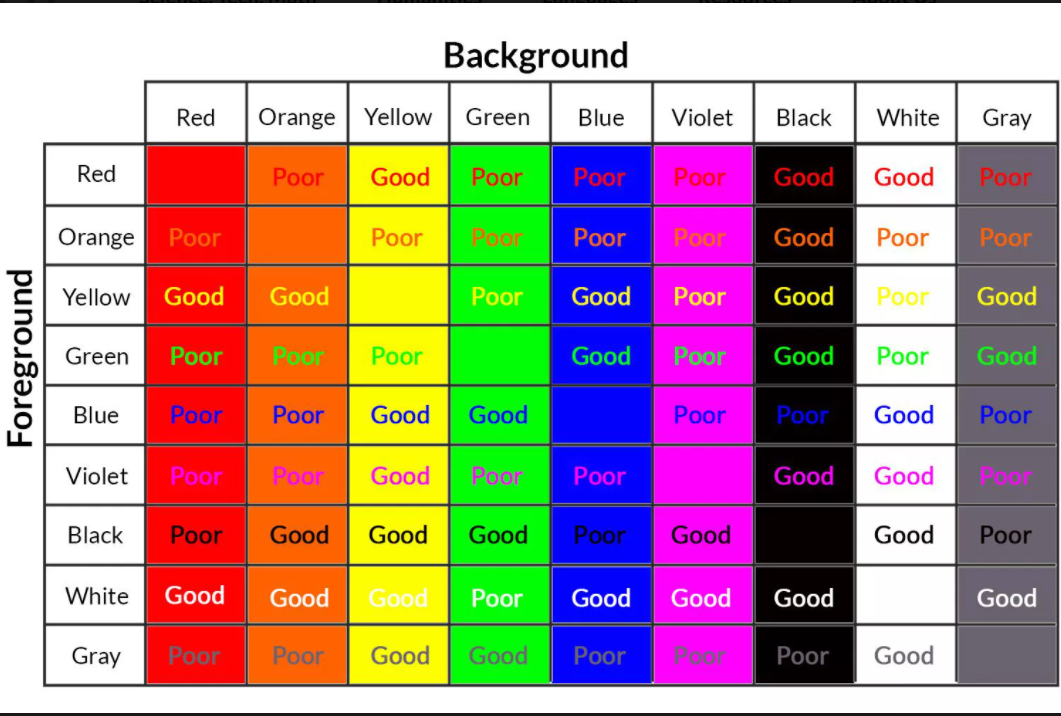 Background
Red Orange Yellow Green Blue Violet Black White Gray
Foreground
Red Poor Good Poor Poor Poor Good Good Poor
Orange Poor Poor Poor Poor Poor Good Poor Poor
Yellow Good Good Poor Good Poor Good Poor Good
Green Poor Poor Poor Good Poor Good Poor Good
Blue Poor Poor Good Good Poor Poor Good Poor
Violet Poor Poor Good Poor Poor Good Good Poor
Black Poor Good Good Good Poor Good Good Poor
White Good Good Good Poor Good Good Good Good
Gray Poor Poor Good Good Poor Poor Poor Good